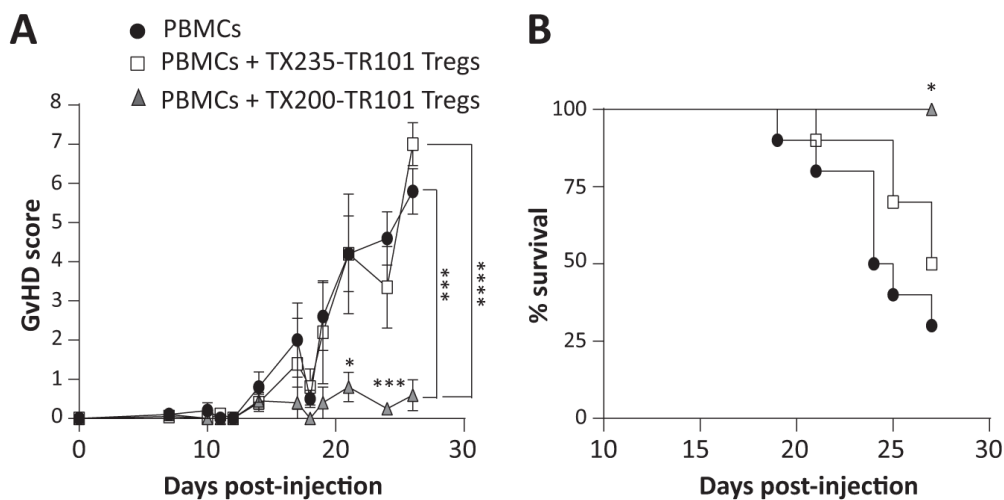 A
PBMCs
PBMCs + TX235-TR101 Tregs
PBMCs + TX200-TR101 Tregs
8
7
6
5
4
3
2
1
0
GvHD score
*
***
***
****
0 10 20 30
Days post-injection
B
*
100
75
50
25
0
% survival
10 15 20 25 30
Days post-injection